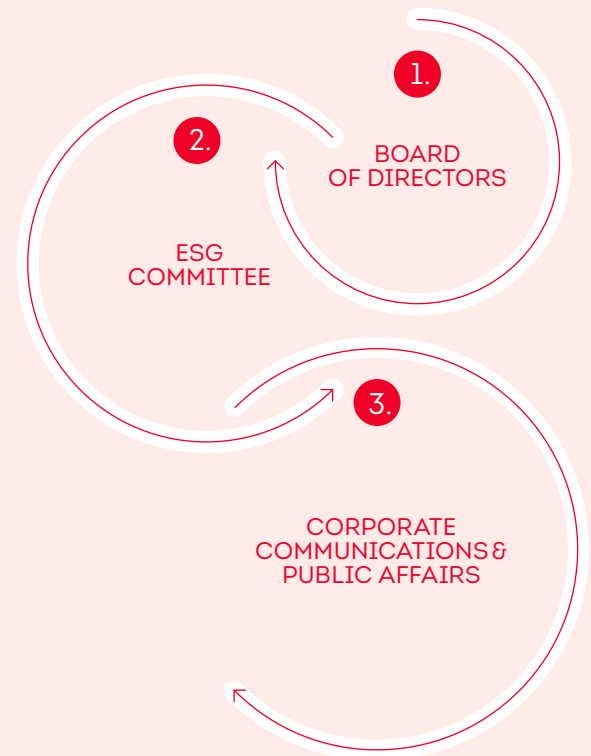 1.
BOARD
OF DIRECTORS
2.
ESG
COMMITTEE
3.
CORPORATE
COMMUNICATIONS &
PUBLIC AFFAIRS